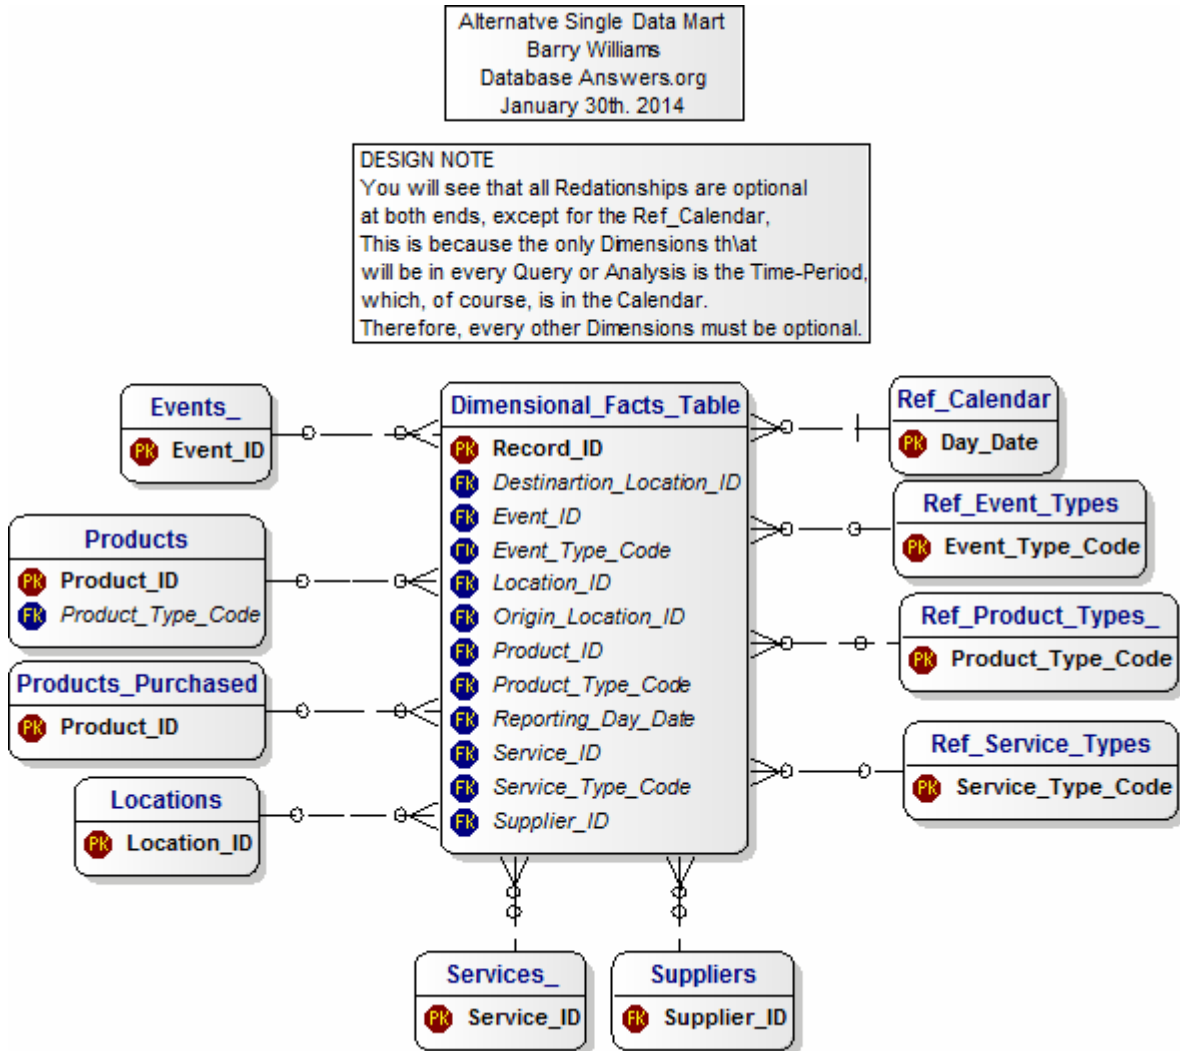 Alternatve Single Data Mart
Barry Williams
Database Answers.org
January 30th. 2014
DESIGN NOTE
You will see that all Redationships are optional
at both ends, except for the Ref_Calendar,
This is because the only Dimensions th\at
will be in every Query or Analysis is the Time-Period,
which, of course, is in the Calendar.
Therefore, every other Dimensions must be optional.
Events_
PK Event_ID
Products
PK Product_ID
FK Product_Type_Code
Products_Purchased
PK Product_ID
Locations
PK Location_ID
Dimensional_Facts_Table
PK Record_ID
FK Destinartion_Location_ID
FK Event_ID
FK Event_Type_Code
FK Location_ID
FK Origin_Location_ID
FK Product_ID
FK Product_Type_Code
FK Reporting_Day_Date
FK Service_ID
FK Service_Type_Code
FK Supplier_ID
Ref_Calendar
PK Day_Date
Ref_Event_Types
PK Event_Type_Code
Ref_Product_Types_
PK Product_Type_Code
Ref_Service_Types
PK Service_Type_Code
Services_
PK Service_ID
Suppliers
PK Supplier_ID